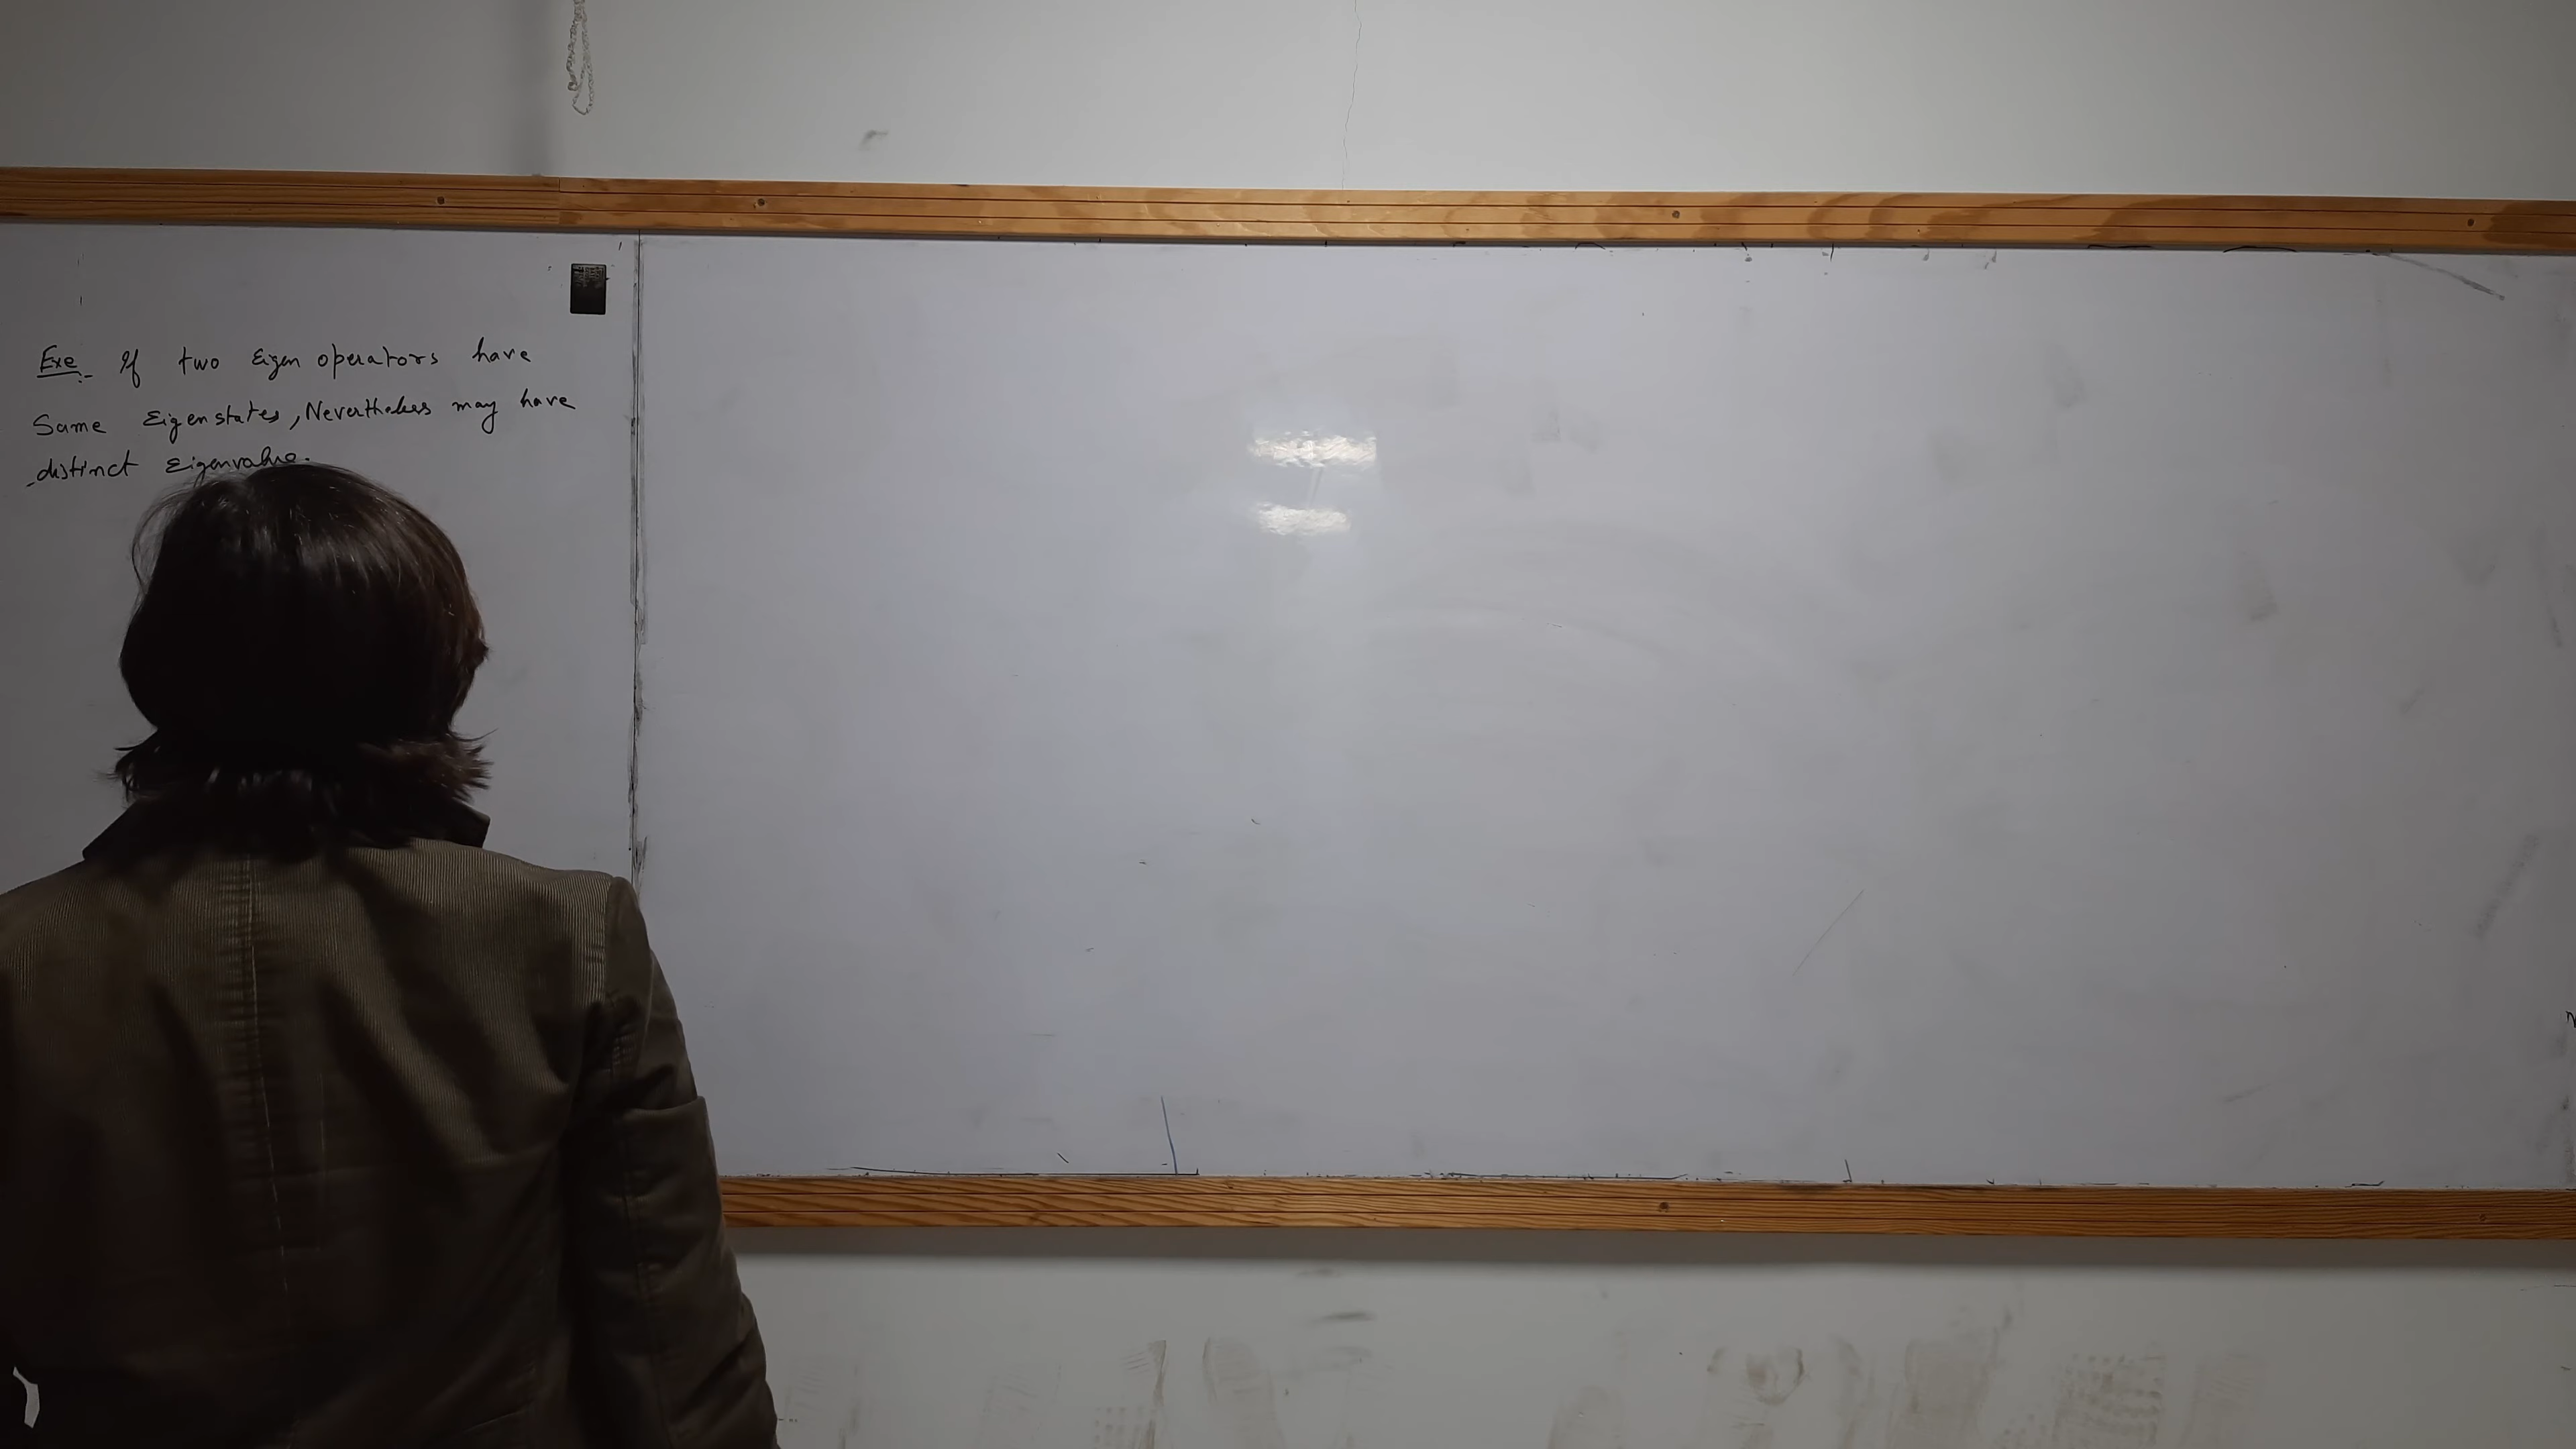 Exe:- If two Eigen operators have
Same Eigenstates, Nevertheless may have
distinct Eigenvalue.